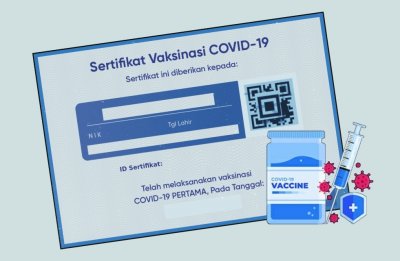 Sertifikat Vaksinasi COVID-19
Sertifikat ini diberikan kepada:
NIK
Tgl Lahir
ID Sertifikat:
Telah melaksanakan vaksinasi
COVID-19 PERTAMA, Pada Tanggal:
COVID-19
VACCINE